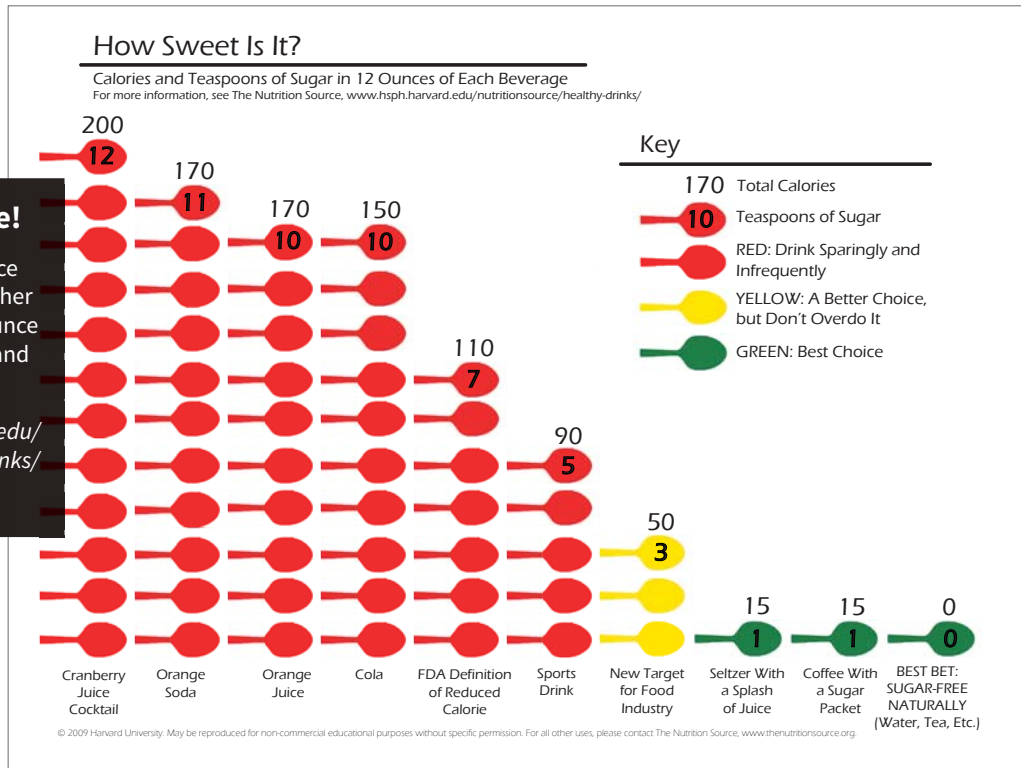 How Sweet Is It?
Calories and Teaspoons of Sugar in 12 Ounces of Each Beverage
For more information, see The Nutrition Source, www.hsph.harvard.edu/nutritionsource/healthy-drinks/
200
12
170
11
170
10
150
10
110
7
90
5
50
3
15
1
15
1
0
0
Key
170 Total Calories
10 Teaspoons of Sugar
RED: Drink Sparingly and
Infrequently
YELLOW: A Better Choice,
but Don't Overdo It
GREEN: Best Choice
e!
and
edu/
Cranberry
Juice
Cocktail
Orange
Soda
Orange
Juice
Cola
FDA Definition
of Reduced
Calorie
Sports
Drink
New Target
for Food
Industry
Seltzer With
a Splash
of Juice
Coffee With
a Sugar
Packet
BEST BET:
SUGAR-FREE
NATURALLY
(Water, Tea, Etc.)
© 2009 Harvard University. May be reproduced for non-commercial educational purposes without specific permission. For all other uses, please contact The Nutrition Source, www.thenutritionsource.org.